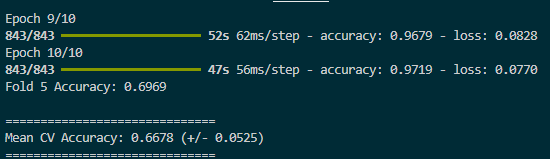 Epoch 9/10
843/843 ━━━━━━━━━━━━━━━━━━━━ 52s 62ms/step - accuracy: 0.9679 - loss: 0.0828
Epoch 10/10
843/843 ━━━━━━━━━━━━━━━━━━━━ 47s 56ms/step - accuracy: 0.9719 - loss: 0.0770
Fold 5 Accuracy: 0.6969
==============================
Mean CV Accuracy: 0.6678 (+/- 0.0525)
==============================